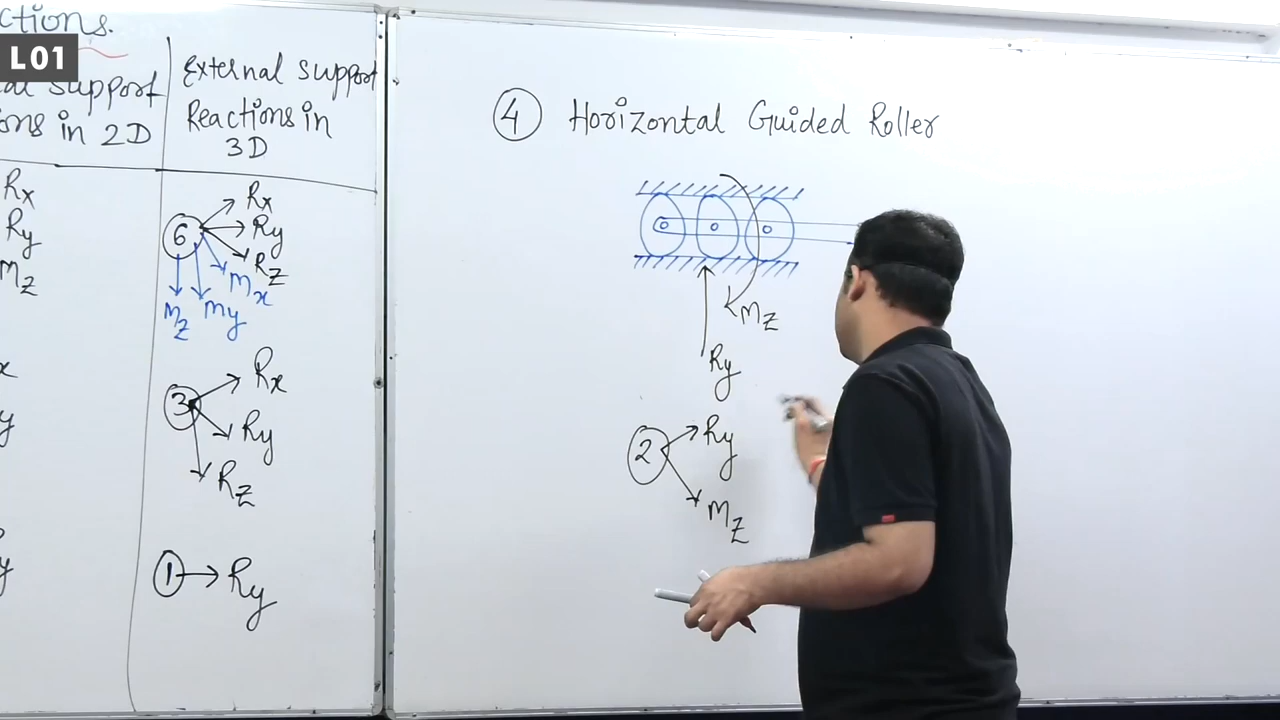 ctions.
L01
al Support
ons in 2D
External Support
Reactions in
3D
Rx
Ry
Mz
6
Rx
Ry
Rz
Mx
My
Mz
x
y
3
Rx
Ry
Rz
y
1 Ry
4 Horizontal Guided Roller
Mz
Ry
2
Ry
Mz